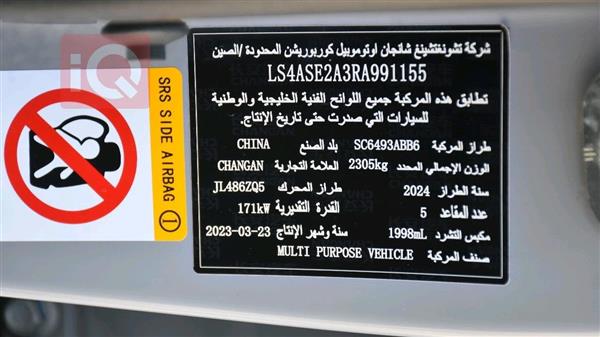 شركة تشونغتشينغ شانجان اوتوموبيل كوربوريشن المحدودة /الصين
LS4ASE2A3RA991155
تطابق هذه المركبة جميع اللوائح الفنية الخليجية والوطنية
للسيارات التي صدرت حتى تاريخ الإنتاج.
طراز المركبة SC6493ABB6 بلد الصنع CHINA
الوزن الإجمالي المحدد 2305kg العلامة التجارية CHANGAN
سنة الطراز 2024 طراز المحرك JL486ZQ5
عدد المقاعد 5 القدرة التقديرية 171kW
مكبس التشرد 1998mL سنة وشهر الإنتاج 2023-03-23
صنف المركبة MULTI PURPOSE VEHICLE
SRS SIDE AIRBAG ①
iQ